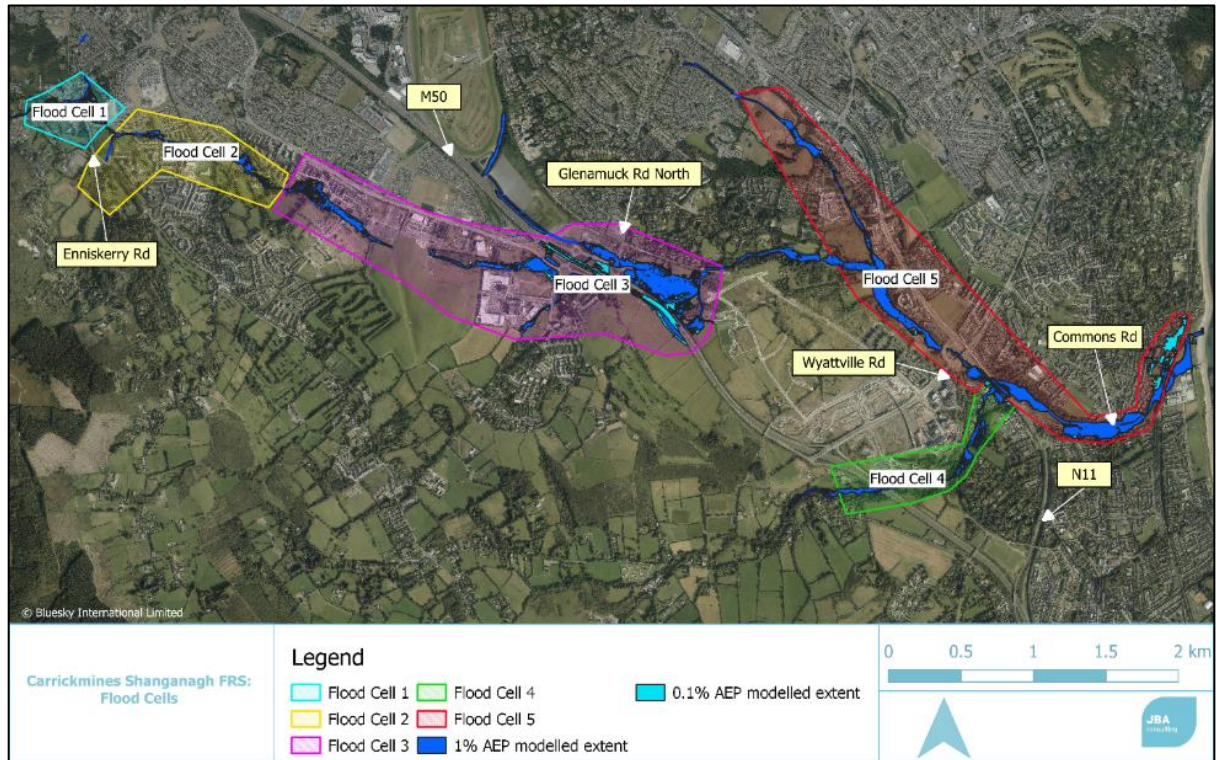 Flood Cell 1
M50
Flood Cell 2
Glenamuck Rd North
Enniskerry Rd
Flood Cell 3
Flood Cell 5
Commons Rd
Wyattville Rd
Flood Cell 4
N11
© Bluesky International Limited
Carrickmines Shanganagh FRS:
Flood Cells
Legend
Flood Cell 1
Flood Cell 2
Flood Cell 3
Flood Cell 4
Flood Cell 5
1% AEP modelled extent
0.1% AEP modelled extent
0 0.5 1 1.5 2 km
JBA
consulting